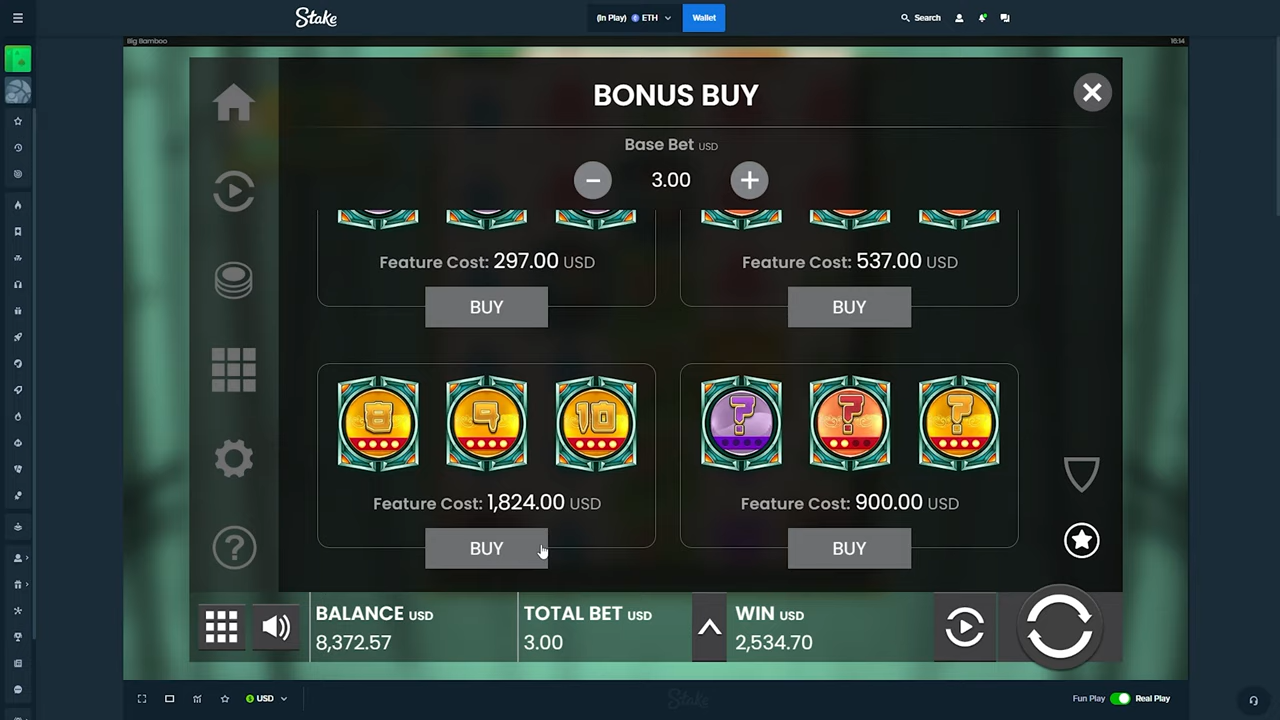 Stake
(In Play) ETH
Wallet
Search
Big Bamboo
16:14
BONUS BUY
Base Bet USD
3.00
Feature Cost: 297.00 USD
Feature Cost: 537.00 USD
BUY
BUY
8
9
10
?
?
?
Feature Cost: 1,824.00 USD
Feature Cost: 900.00 USD
BUY
BUY
BALANCE USD
8,372.57
TOTAL BET USD
3.00
WIN USD
2,534.70
USD
Stake
Fun Play
Real Play